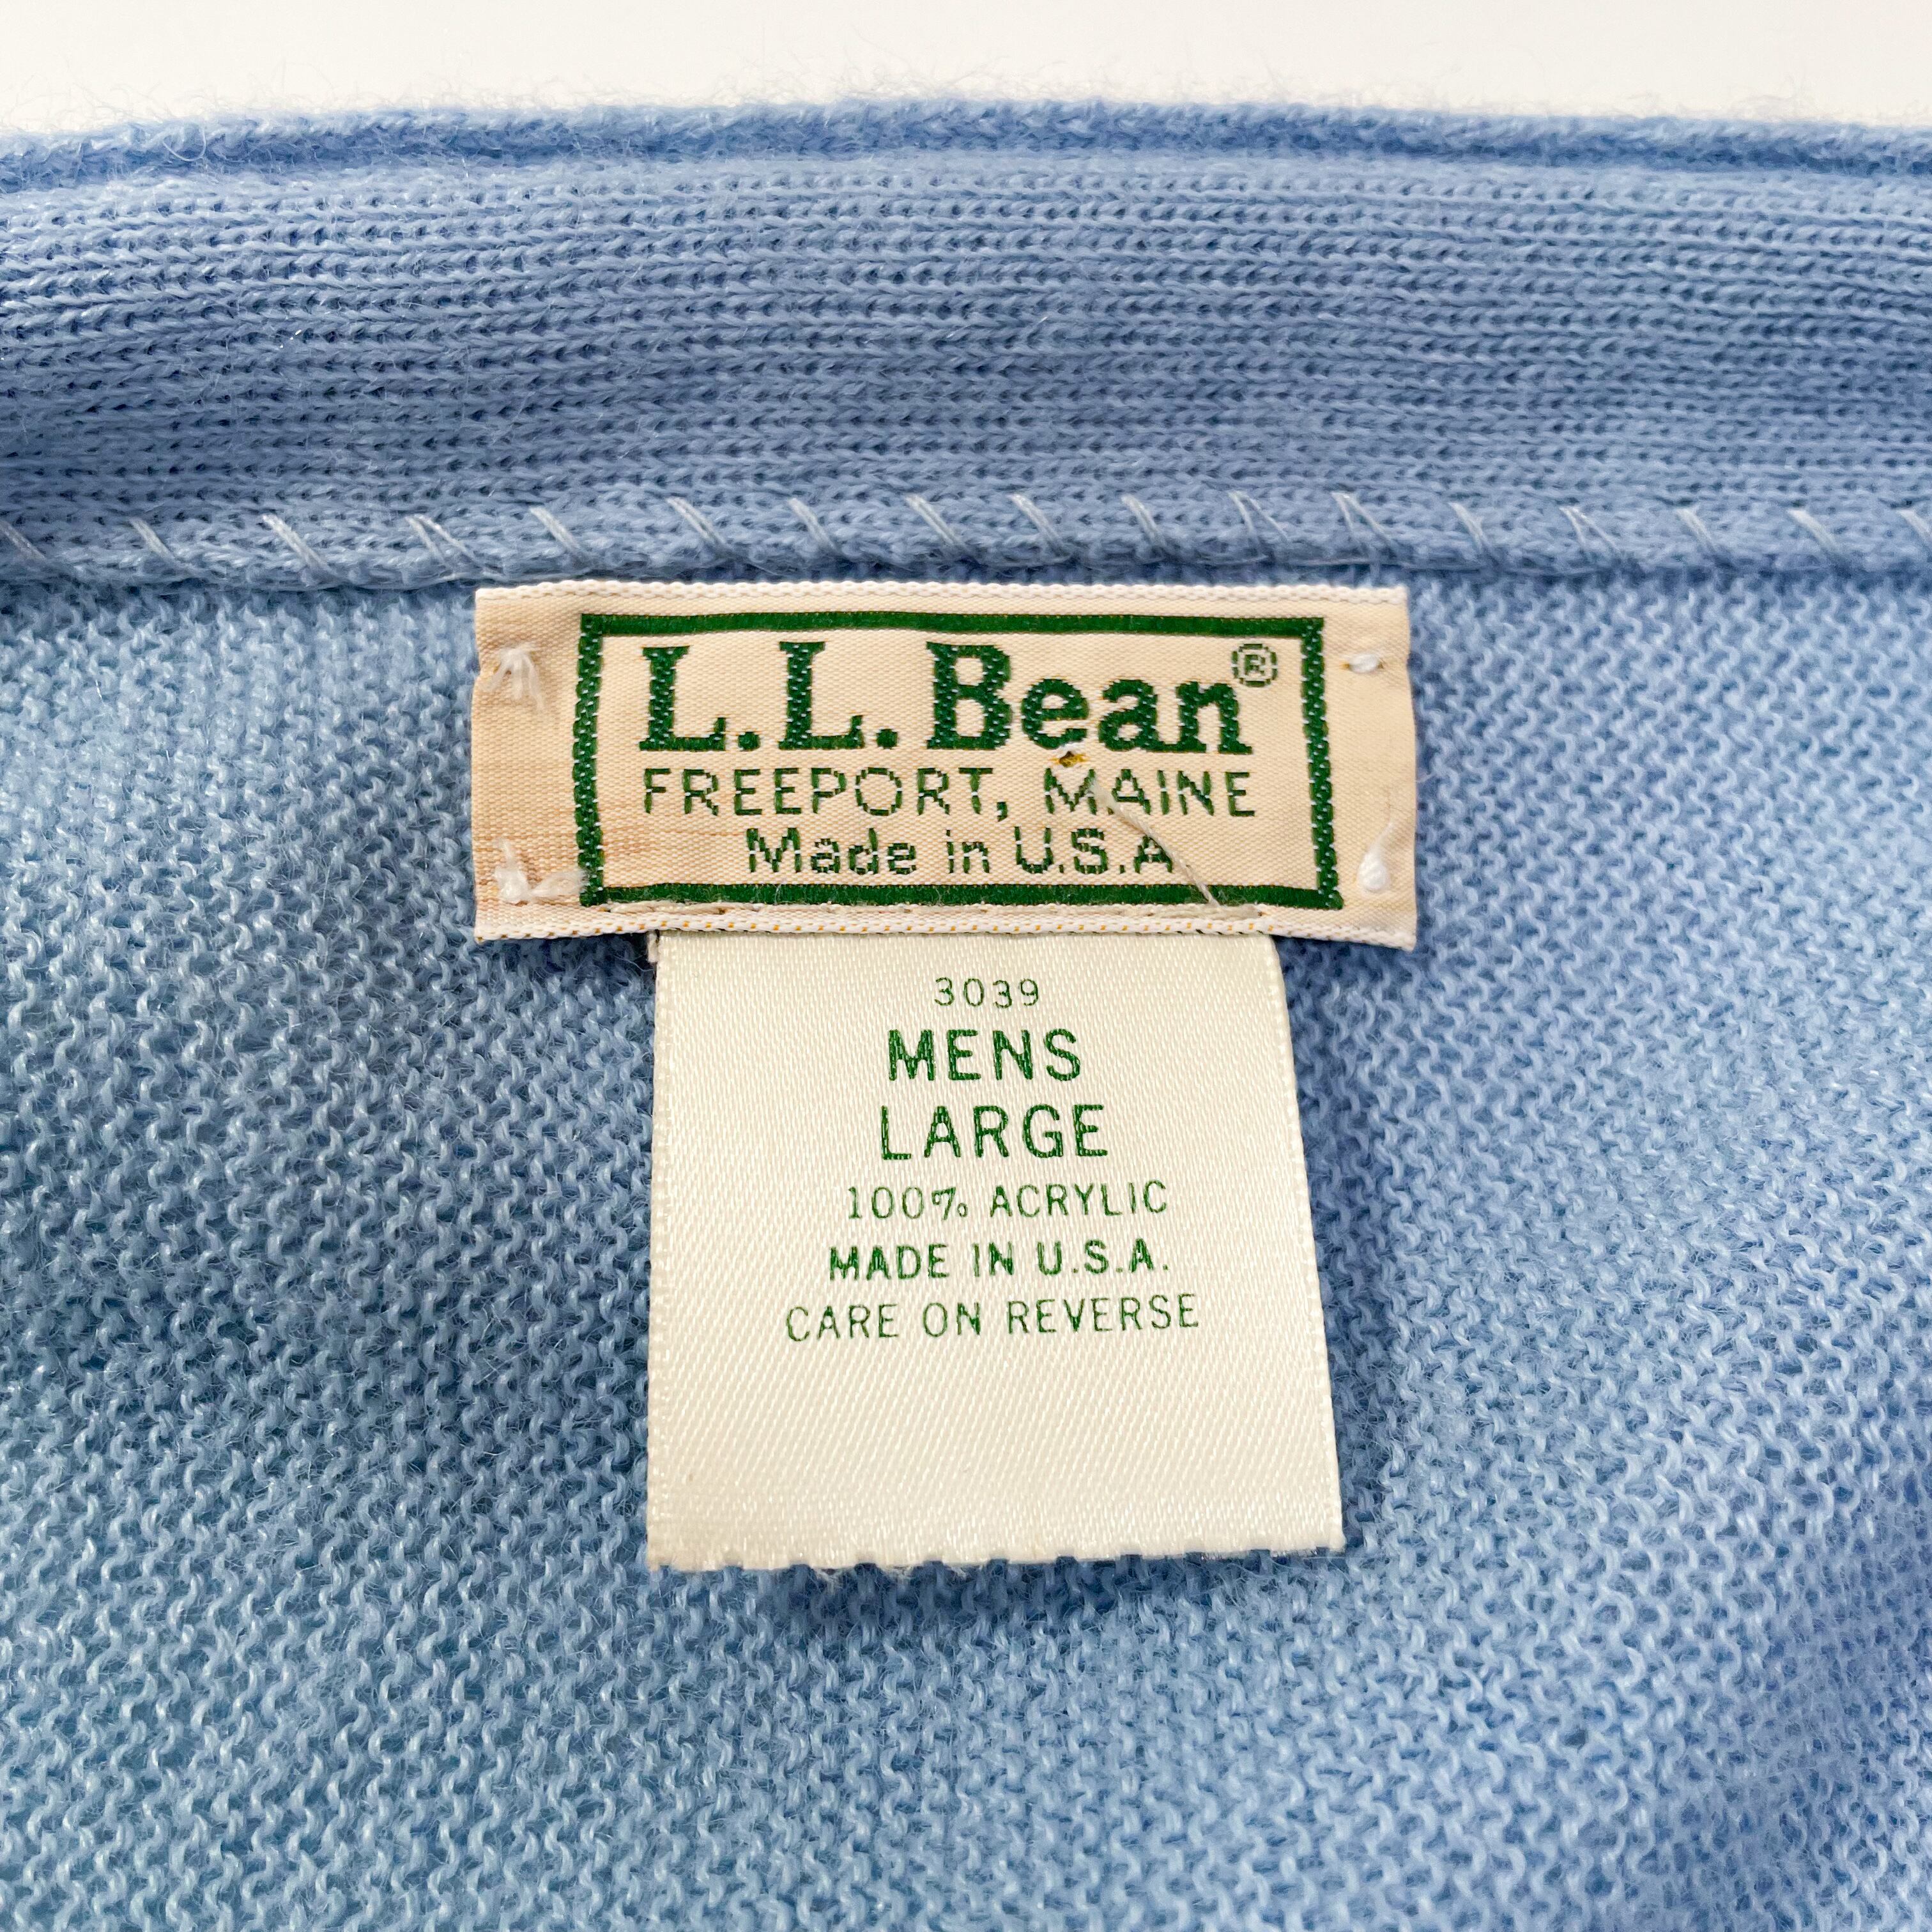 L.L.Bean®
FREEPORT, MAINE
Made in U.S.A
3039
MENS
LARGE
100% ACRYLIC
MADE IN U.S.A.
CARE ON REVERSE